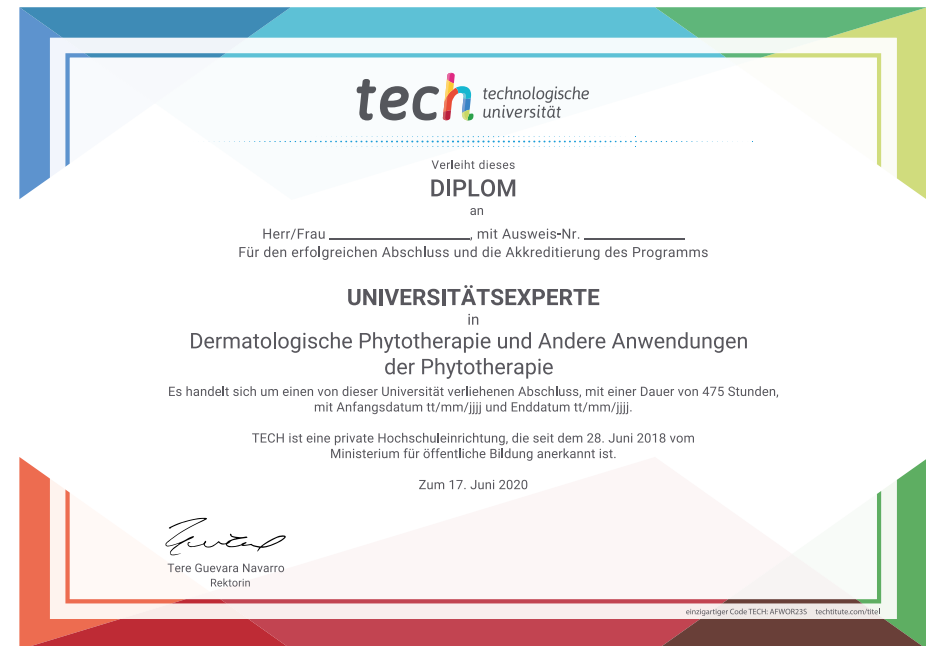 tech technologische
universität
Verleiht dieses
DIPLOM
an
Herr/Frau ____________________, mit Ausweis-Nr. ______________
Für den erfolgreichen Abschluss und die Akkreditierung des Programms
UNIVERSITÄTSEXPERTE
in
Dermatologische Phytotherapie und Andere Anwendungen
der Phytotherapie
Es handelt sich um einen von dieser Universität verliehenen Abschluss, mit einer Dauer von 475 Stunden,
mit Anfangsdatum tt/mm/jjjj und Enddatum tt/mm/jjjj.
TECH ist eine private Hochschuleinrichtung, die seit dem 28. Juni 2018 vom
Ministerium für öffentliche Bildung anerkannt ist.
Zum 17. Juni 2020
Tere Guevara Navarro
Rektorin
einzigartiger Code TECH: AFWOR23S techtitute.com/titel